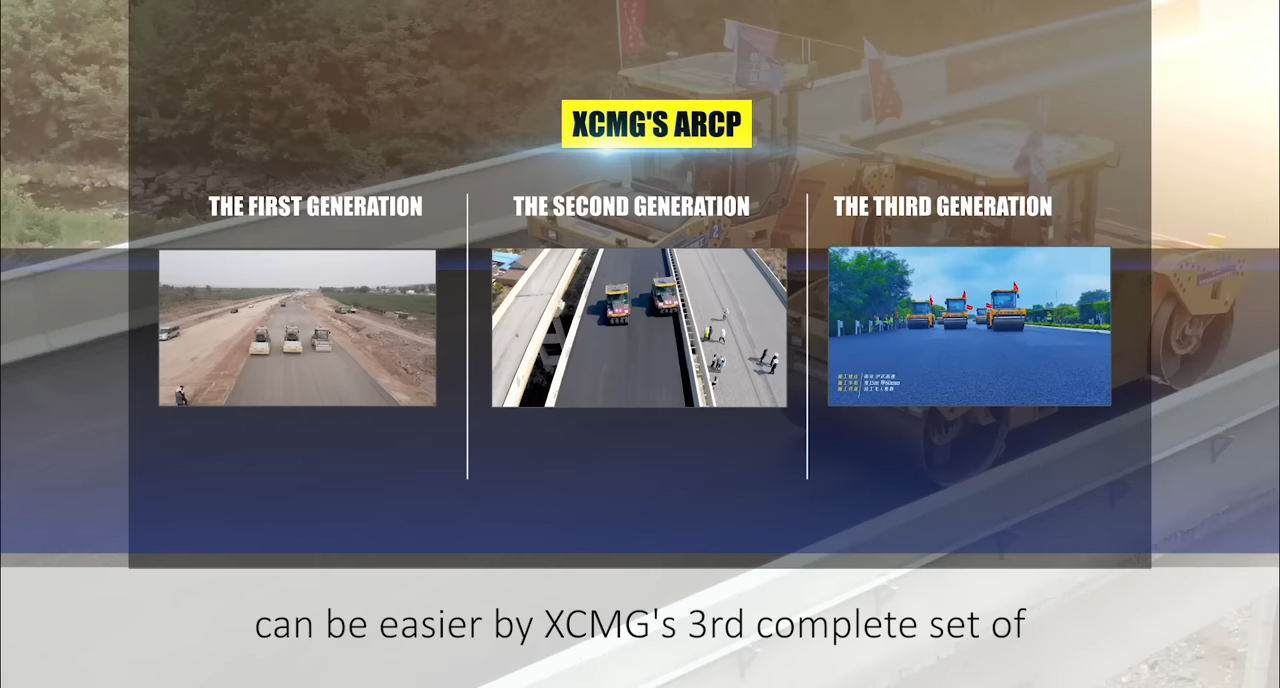 XCMG'S ARCP
THE FIRST GENERATION
THE SECOND GENERATION
THE THIRD GENERATION
can be easier by XCMG's 3rd complete set of